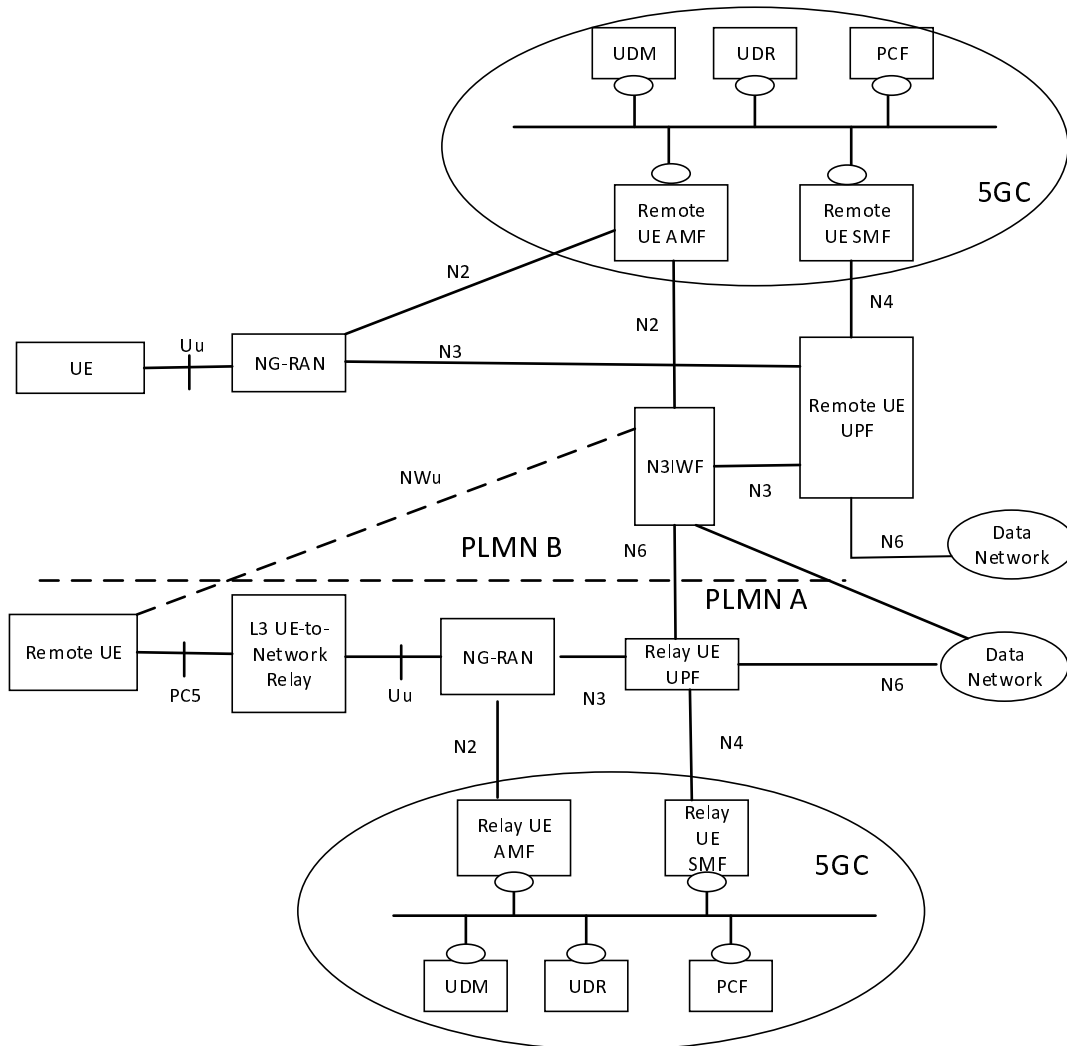 UDM
UDR
PCF
5GC
Remote
UE AMF
Remote
UE SMF
N2
N4
N2
Uu
N3
UE
NG-RAN
Remote UE
UPF
N3IWF
NWu
N3
Data
Network
N6
PLMN B
N6
PLMN A
Remote UE
L3 UE-to-
Network
Relay
NG-RAN
Relay UE
UPF
Data
Network
PC5
Uu
N3
N6
N2
N4
Relay UE
AMF
Relay
UE
SMF
5GC
UDM
UDR
PCF